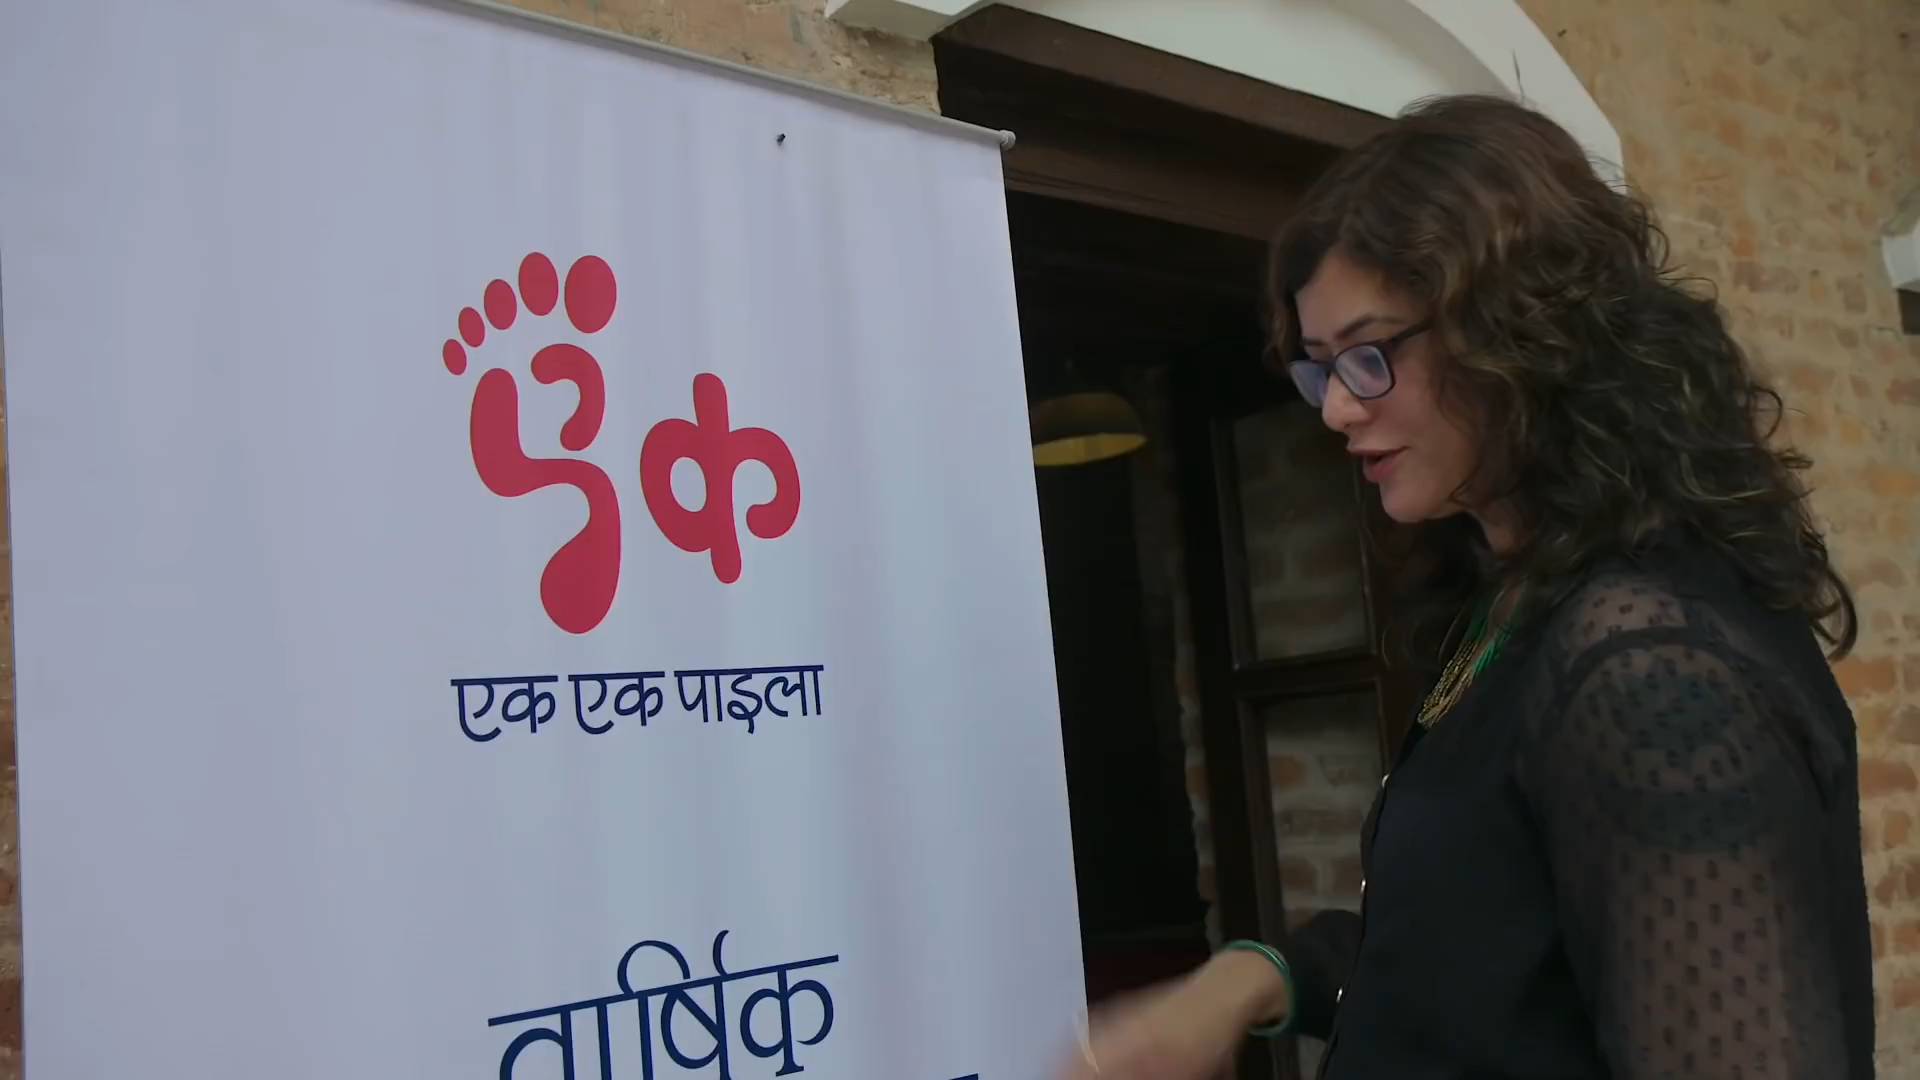 एक
एक एक पाइला
वार्षिक